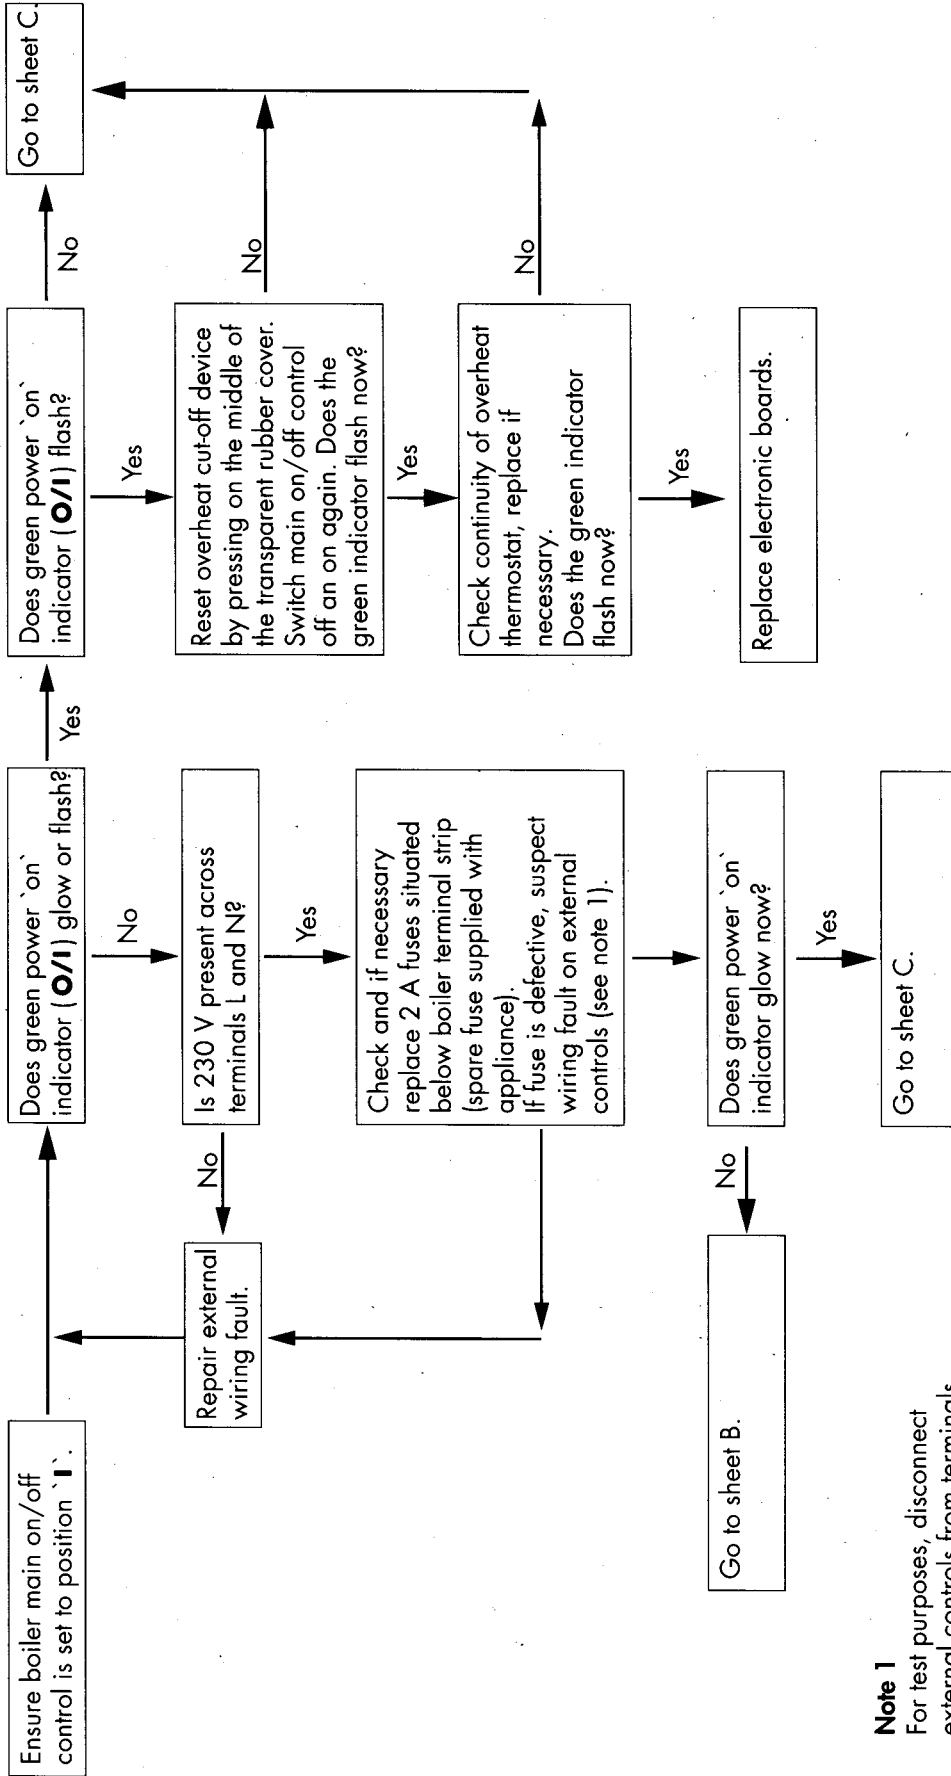 Ensure boiler main on/off
control is set to position `I`.
Does green power `on`
indicator (O/I) glow or flash?
Yes
Does green power `on`
indicator (O/I) flash?
No
Go to sheet C.
No
Is 230 V present across
terminals L and N?
No
Repair external
wiring fault.
Yes
Check and if necessary
replace 2 A fuses situated
below boiler terminal strip
(spare fuse supplied with
appliance).
If fuse is defective, suspect
wiring fault on external
controls (see note 1).
Does green power `on`
indicator glow now?
No
Go to sheet B.
Yes
Go to sheet C.
Yes
Reset overheat cut-off device
by pressing on the middle of
the transparent rubber cover.
Switch main on/off control
off an on again. Does the
green indicator flash now?
No
Yes
Check continuity of overheat
thermostat, replace if
necessary.
Does the green indicator
flash now?
No
Yes
Replace electronic boards.
Note 1
For test purposes, disconnect
external controls from terminals